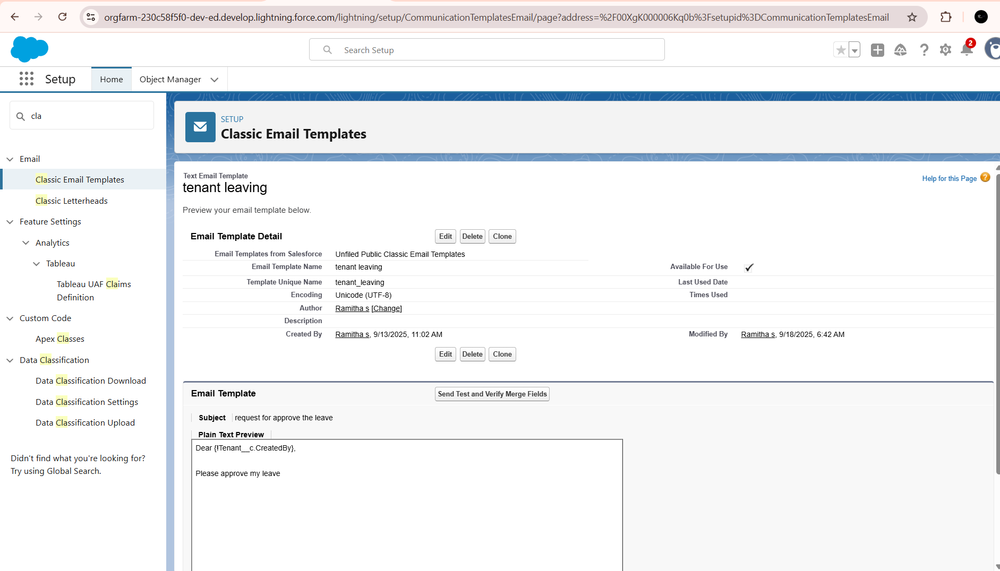 orgfarm-230c58f5f0-dev-ed.develop.lightning.force.com/lightning/setup/CommunicationTemplatesEmail/page?address=%2F00XgK000006Kq0b%3Fsetupid%3DCommunicationTemplatesEmail
Search Setup
2
Setup
Home
Object Manager
cla
Email
Classic Email Templates
Classic Letterheads
Feature Settings
Analytics
Tableau
Tableau UAF Claims
Definition
Custom Code
Apex Classes
Data Classification
Data Classification Download
Data Classification Settings
Data Classification Upload
Didn't find what you're looking for?
Try using Global Search.
SETUP
Classic Email Templates
Text Email Template
tenant leaving
Help for this Page ?
Preview your email template below.
Email Template Detail
Edit Delete Clone
Email Templates from Salesforce Unfiled Public Classic Email Templates
Email Template Name tenant leaving Available For Use
Template Unique Name tenant_leaving Last Used Date
Encoding Unicode (UTF-8) Times Used
Author Ramitha s [Change]
Description
Created By Ramitha s, 9/13/2025, 11:02 AM Modified By Ramitha s, 9/18/2025, 6:42 AM
Edit Delete Clone
Email Template
Send Test and Verify Merge Fields
Subject request for approve the leave
Plain Text Preview
Dear {!Tenant__c.CreatedBy},
Please approve my leave